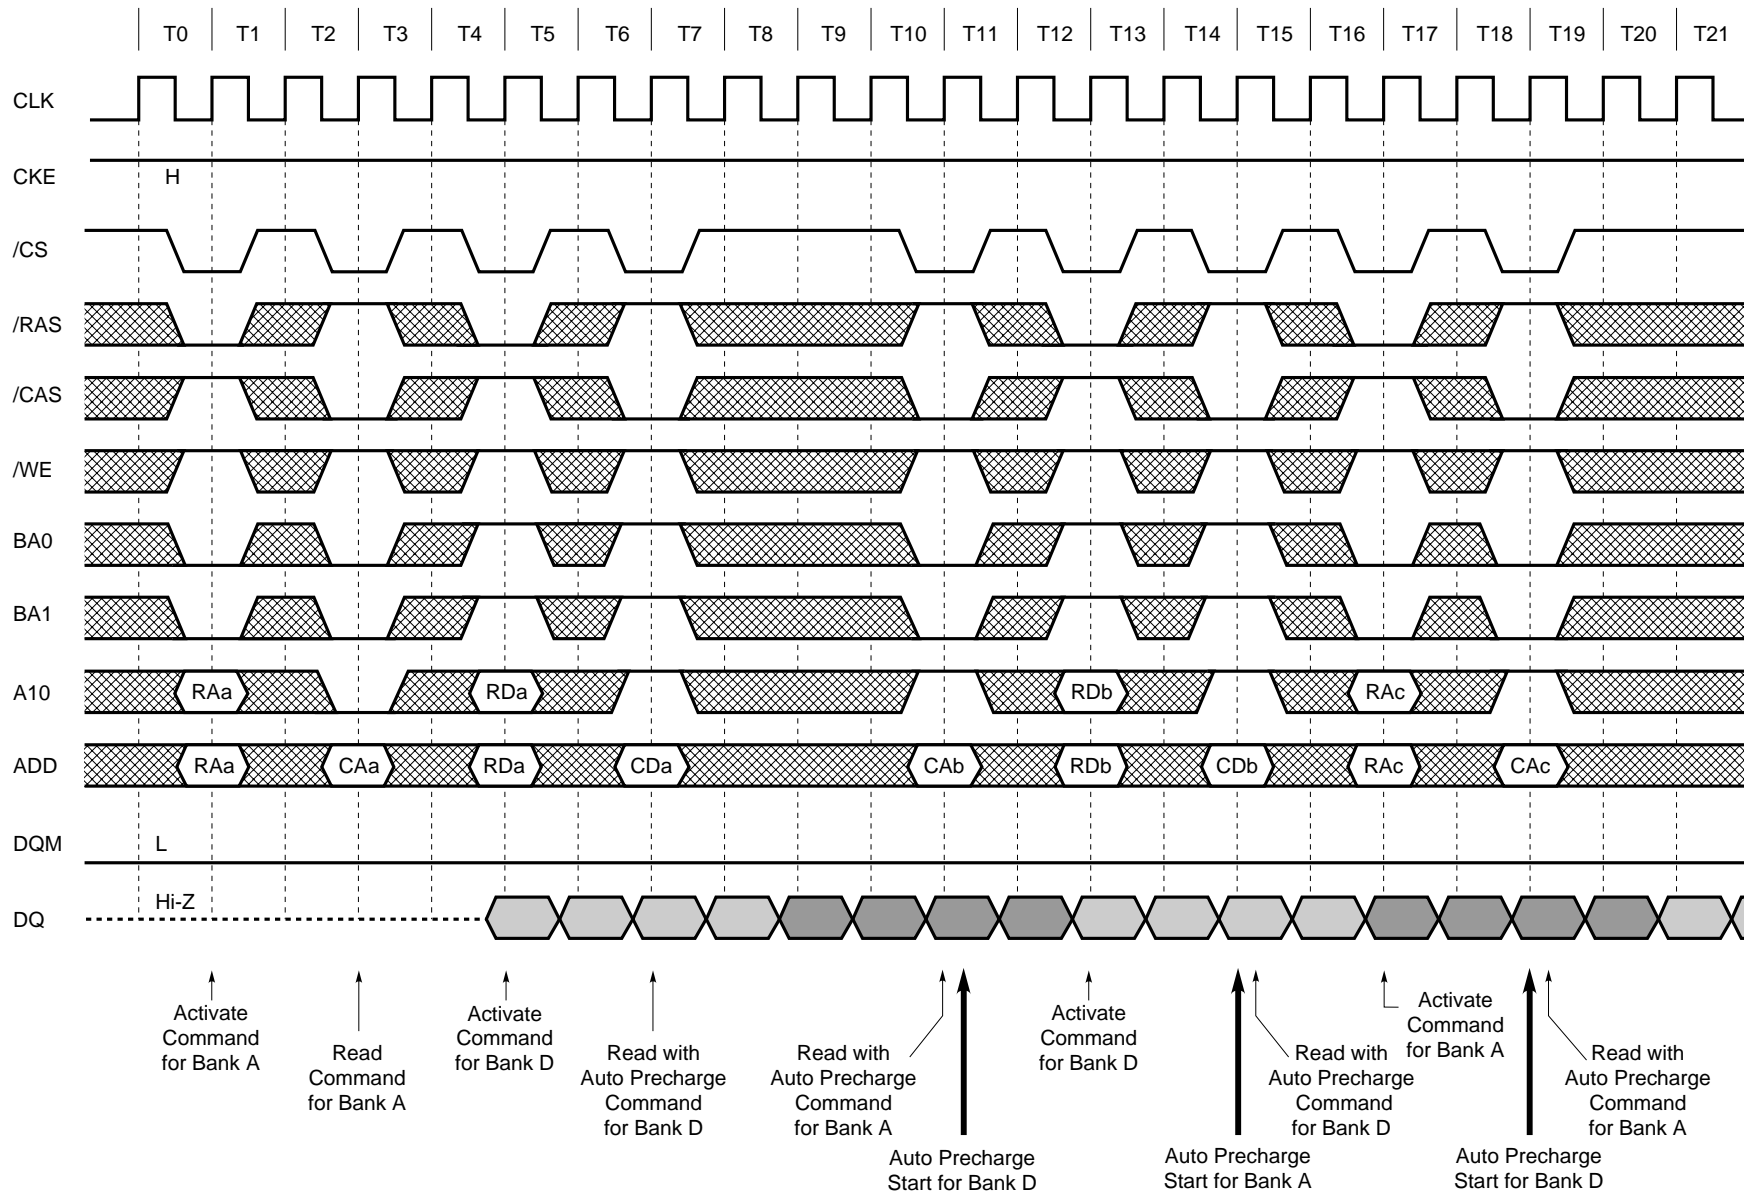 T0 T1 T2 T3 T4 T5 T6 T7 T8 T9 T10 T11 T12 T13 T14 T15 T16 T17 T18 T19 T20 T21
CLK
CKE H
/CS
/RAS
/CAS
/WE
BA0
BA1
A10 RAa RDa RDb RAc
ADD RAa CAa RDa CDa CAb RDb CDb RAc CAc
DQM L
DQ Hi-Z
Activate
Command
for Bank A
Read
Command
for Bank A
Activate
Command
for Bank D
Read with
Auto Precharge
Command
for Bank D
Read with
Auto Precharge
Command
for Bank A
Auto Precharge
Start for Bank D
Activate
Command
for Bank D
Auto Precharge
Start for Bank A
Read with
Auto Precharge
Command
for Bank D
Activate
Command
for Bank A
Auto Precharge
Start for Bank D
Read with
Auto Precharge
Command
for Bank A